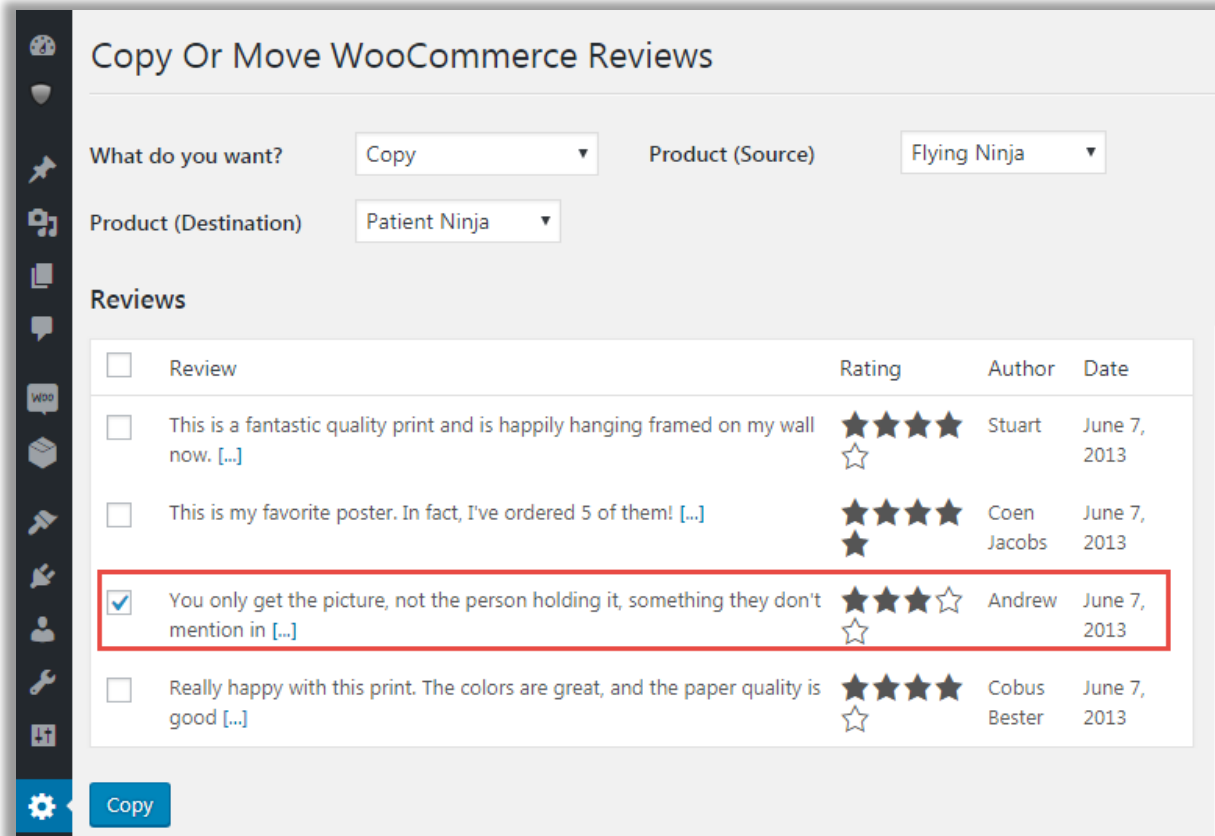 Copy Or Move WooCommerce Reviews
What do you want? Copy Product (Source) Flying Ninja
Product (Destination) Patient Ninja
Reviews
Review Rating Author Date
This is a fantastic quality print and is happily hanging framed on my wall Stuart June 7,
now. [...] 2013
This is my favorite poster. In fact, I've ordered 5 of them! [...] Coen June 7,
Jacobs 2013
You only get the picture, not the person holding it, something they don't Andrew June 7,
mention in [...] 2013
Really happy with this print. The colors are great, and the paper quality is Cobus June 7,
good [...] Bester 2013
Copy
WOO